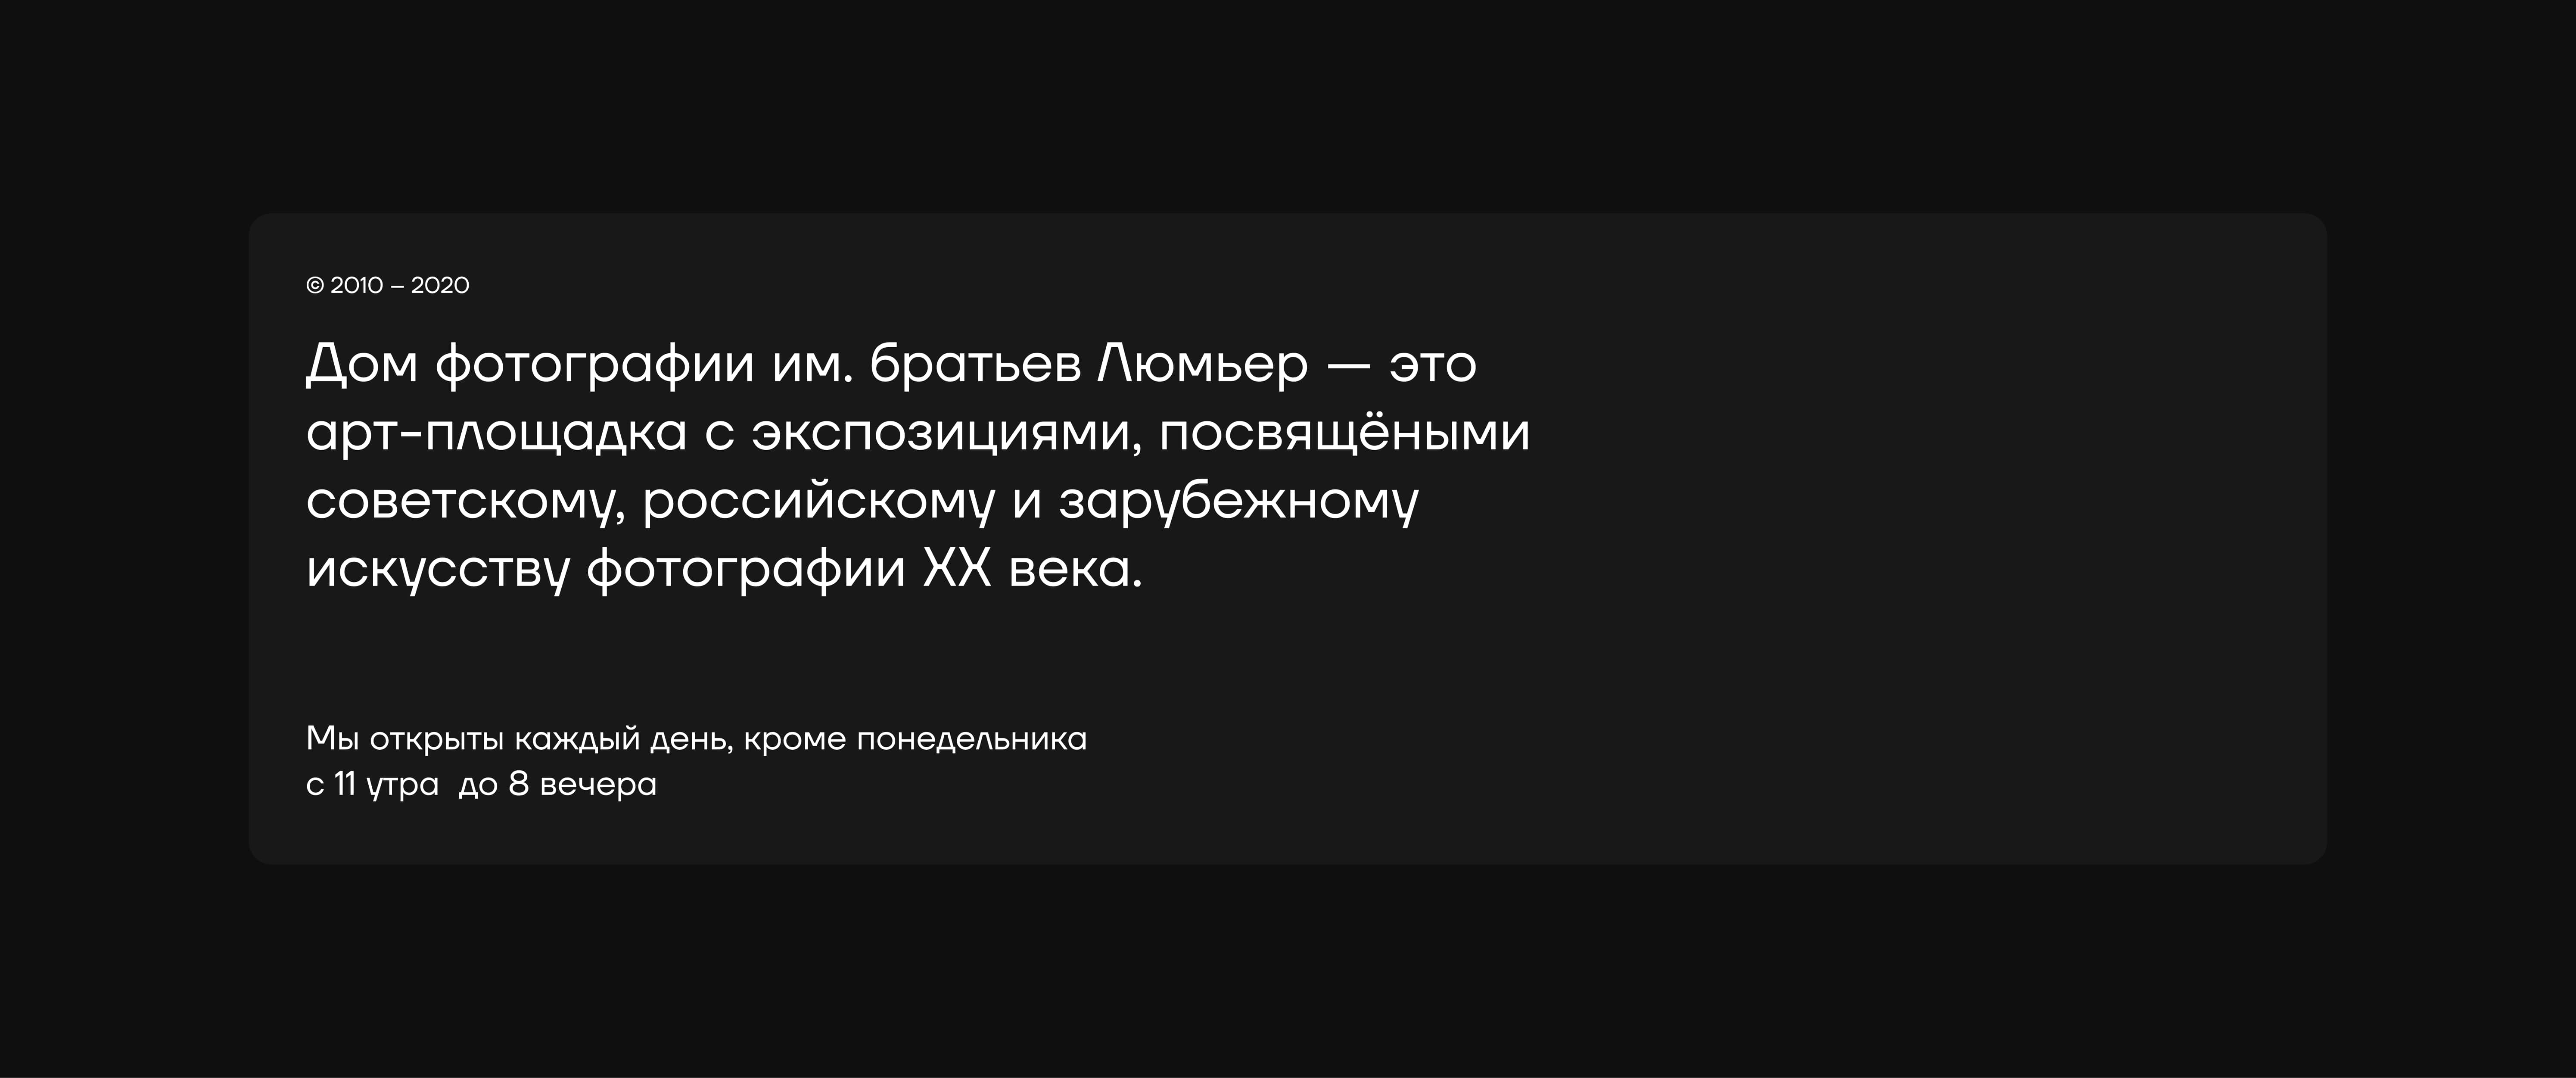 © 2010 – 2020
Дом фотографии им. братьев Люмьер — это
арт-площадка с экспозициями, посвящёными
советскому, российскому и зарубежному
искусству фотографии XX века.
Мы открыты каждый день, кроме понедельника
с 11 утра  до 8 вечера